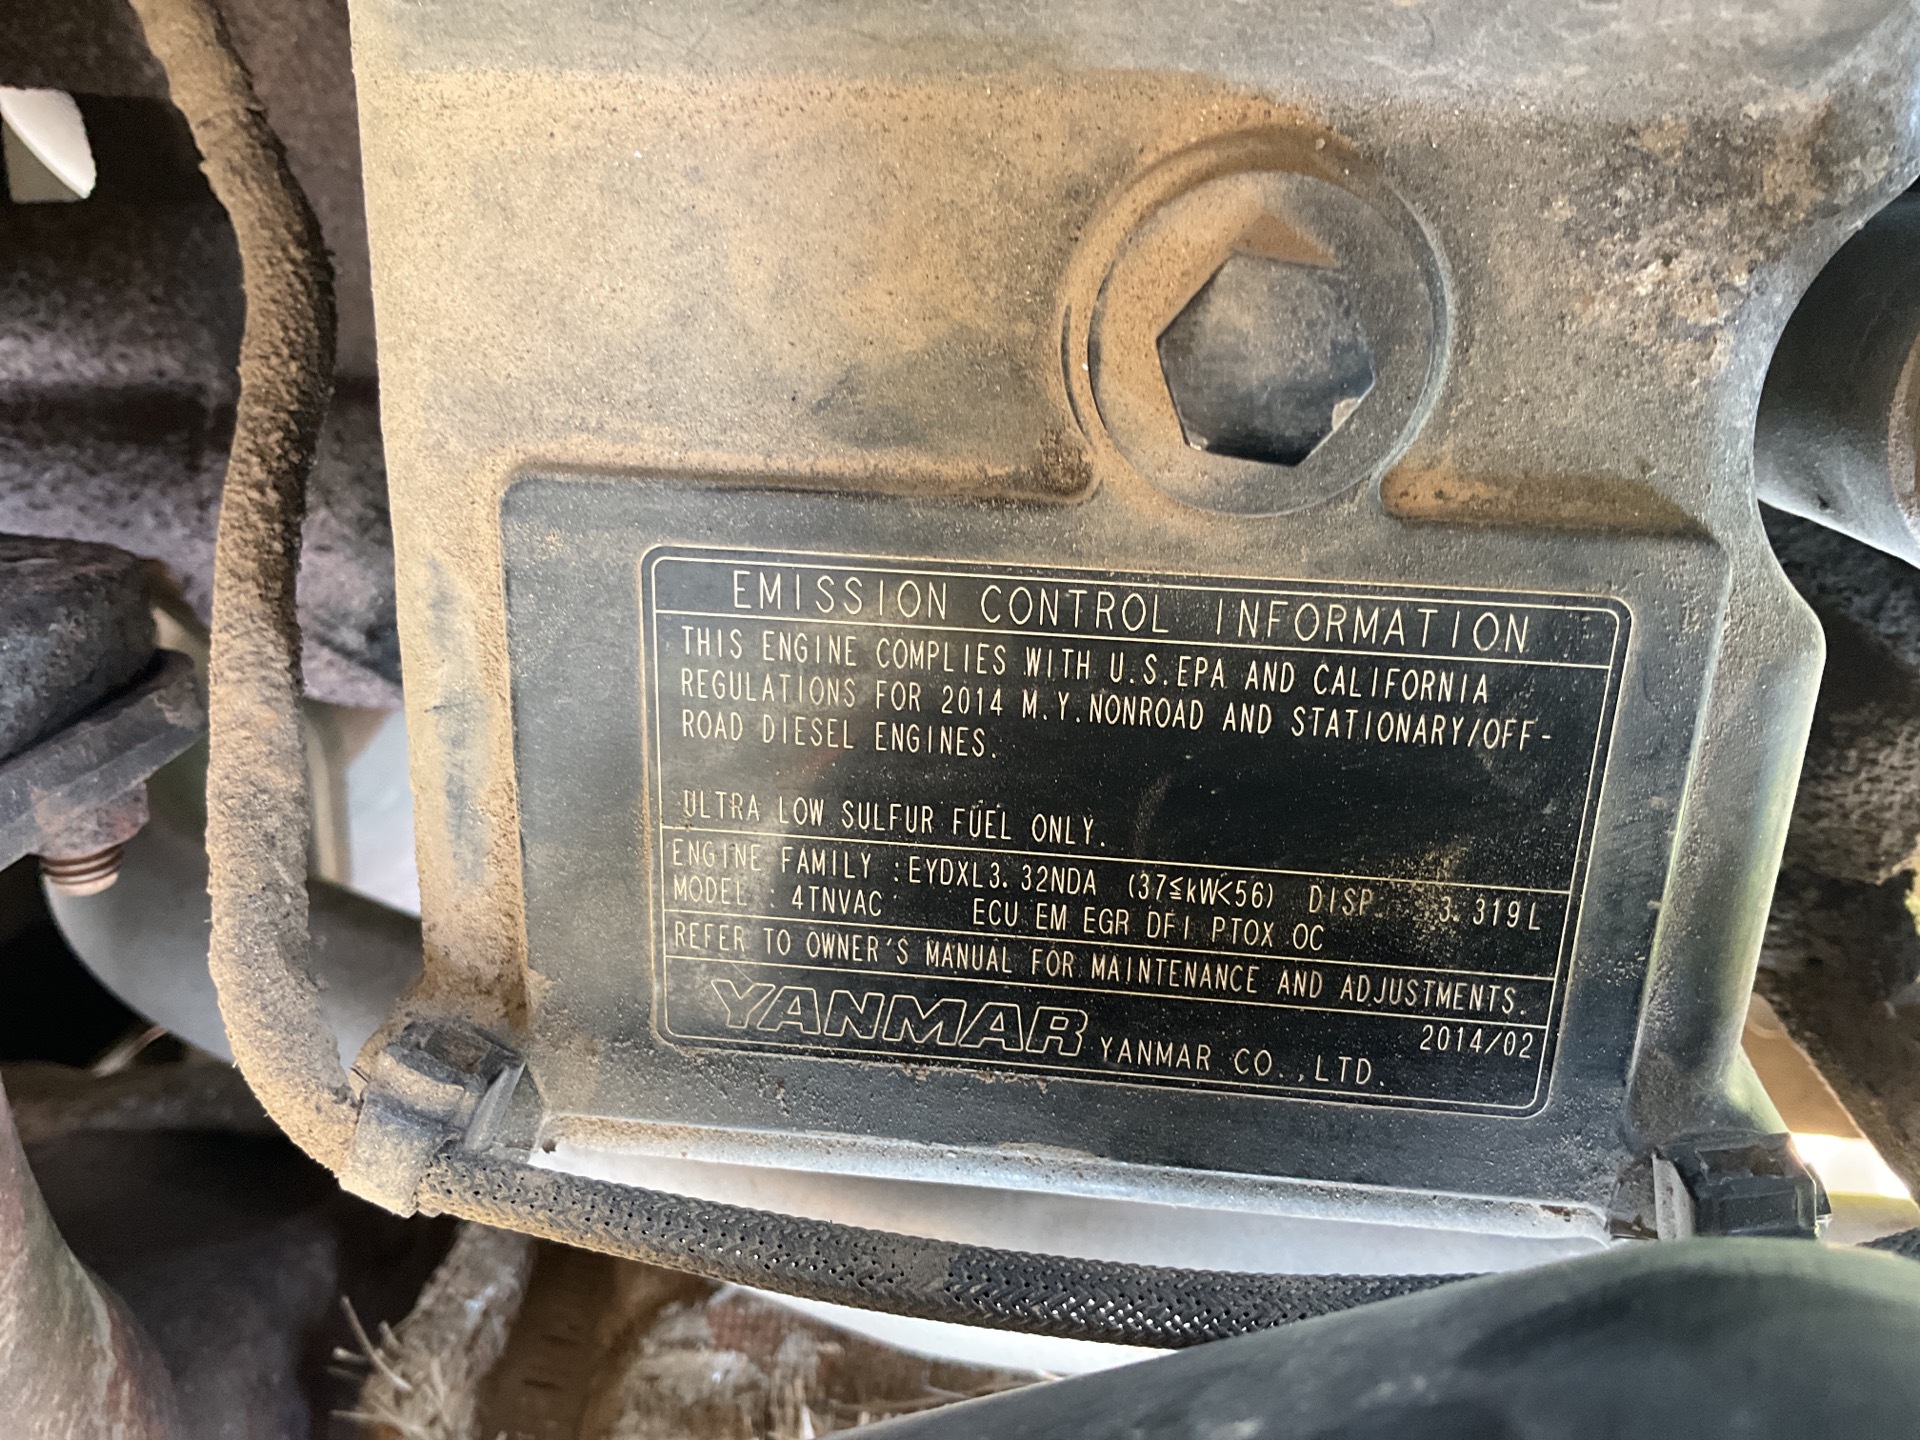 EMISSION CONTROL INFORMATION
THIS ENGINE COMPLIES WITH U.S.EPA AND CALIFORNIA
REGULATIONS FOR 2014 M.Y.NONROAD AND STATIONARY/OFF-
ROAD DIESEL ENGINES.
ULTRA LOW SULFUR FUEL ONLY.
ENGINE FAMILY :EYDXL3.32NDA (37≦kW<56) DISP. 3.319L
MODEL : 4TNVAC ECU EM EGR DFI PTOX OC
REFER TO OWNER'S MANUAL FOR MAINTENANCE AND ADJUSTMENTS.
YANMAR YANMAR CO.,LTD. 2014/02